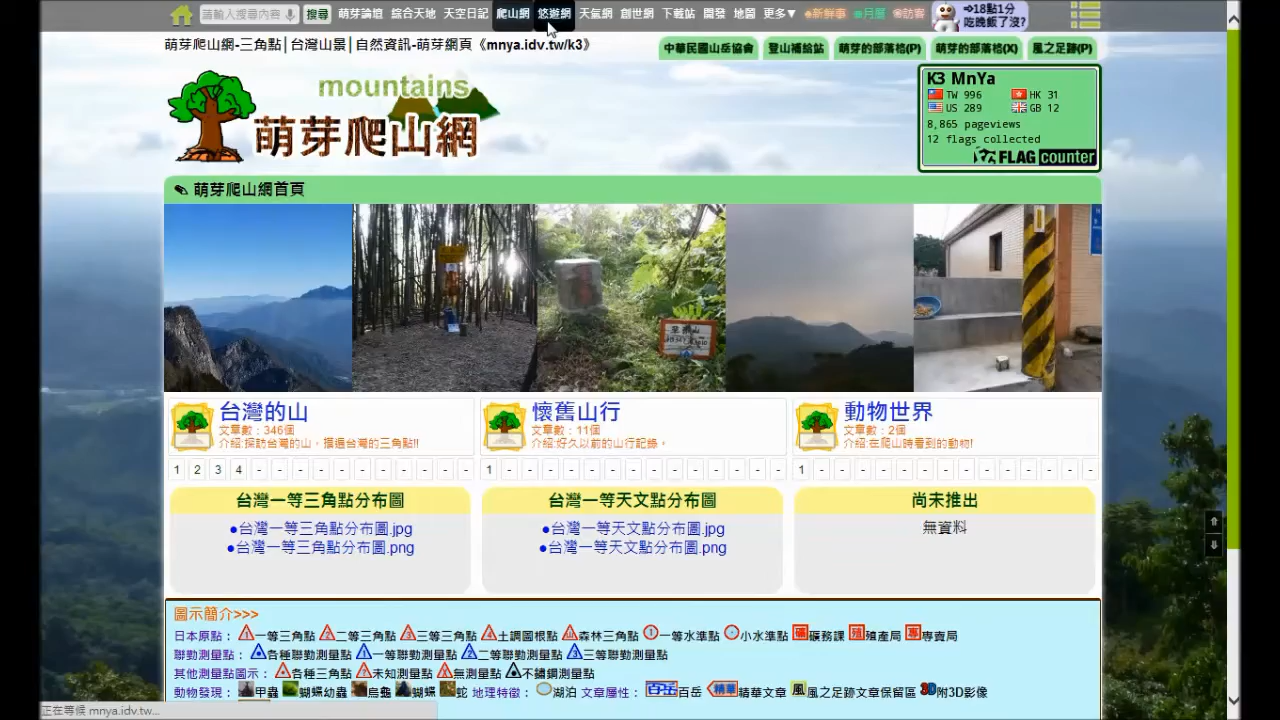 請輸入搜尋內容 搜尋 萌芽論壇 綜合天地 天空日記 爬山網 悠遊網 天氣網 創世網 下載站 開發 地圖 更多▼ 新鮮事 月曆 訪客 ⇒18點1分
吃晚飯了沒?
萌芽爬山網-三角點│台灣山景│自然資訊-萌芽網頁《mnya.idv.tw/k3》
中華民國山岳協會 登山補給站 萌芽的部落格(P) 萌芽的部落格(X) 風之足跡(P)
mountains
萌芽爬山網
K3 MnYa
TW 996 HK 31
US 289 GB 12
8,865 pageviews
12 flags collected
FLAG counter
萌芽爬山網首頁
台灣的山 懷舊山行 動物世界
文章數：346個 文章數：11個 文章數：2個
介紹:探訪台灣的山， 介紹:好久以前的山行記錄， 介紹:在爬山時看到的動物!
1 2 3 4 - - - - - - - - - - - 1 - - - - - - - - - - - - - - 1 - - - - - - - - - - - - - -
台灣一等三角點分布圖 台灣一等天文點分布圖 尚未推出
●台灣一等三角點分布圖.jpg ●台灣一等天文點分布圖.jpg 無資料
●台灣一等三角點分布圖.png ●台灣一等天文點分布圖.png
圖示簡介>>>
日本原點： 一等三角點 二等三角點 三等三角點 土調圖根點 森林三角點 一等水準點 小水準點 礦務課 殖產局 專賣局
聯勤測量點： 各種聯勤測量點 一等聯勤測量點 二等聯勤測量點 三等聯勤測量點
其他測量點圖示： 各種三角點 未知測量點 無測量點 不鏽鋼測量點
動物發現： 甲蟲 蝴蝶幼蟲 烏龜 蝴蝶 蛇 地理特徵： 湖泊 文章屬性： 百岳 百岳 精華 精華文章 風 風之足跡文章保留區 3D 附3D影像
正在等候 mnya.idv.tw...